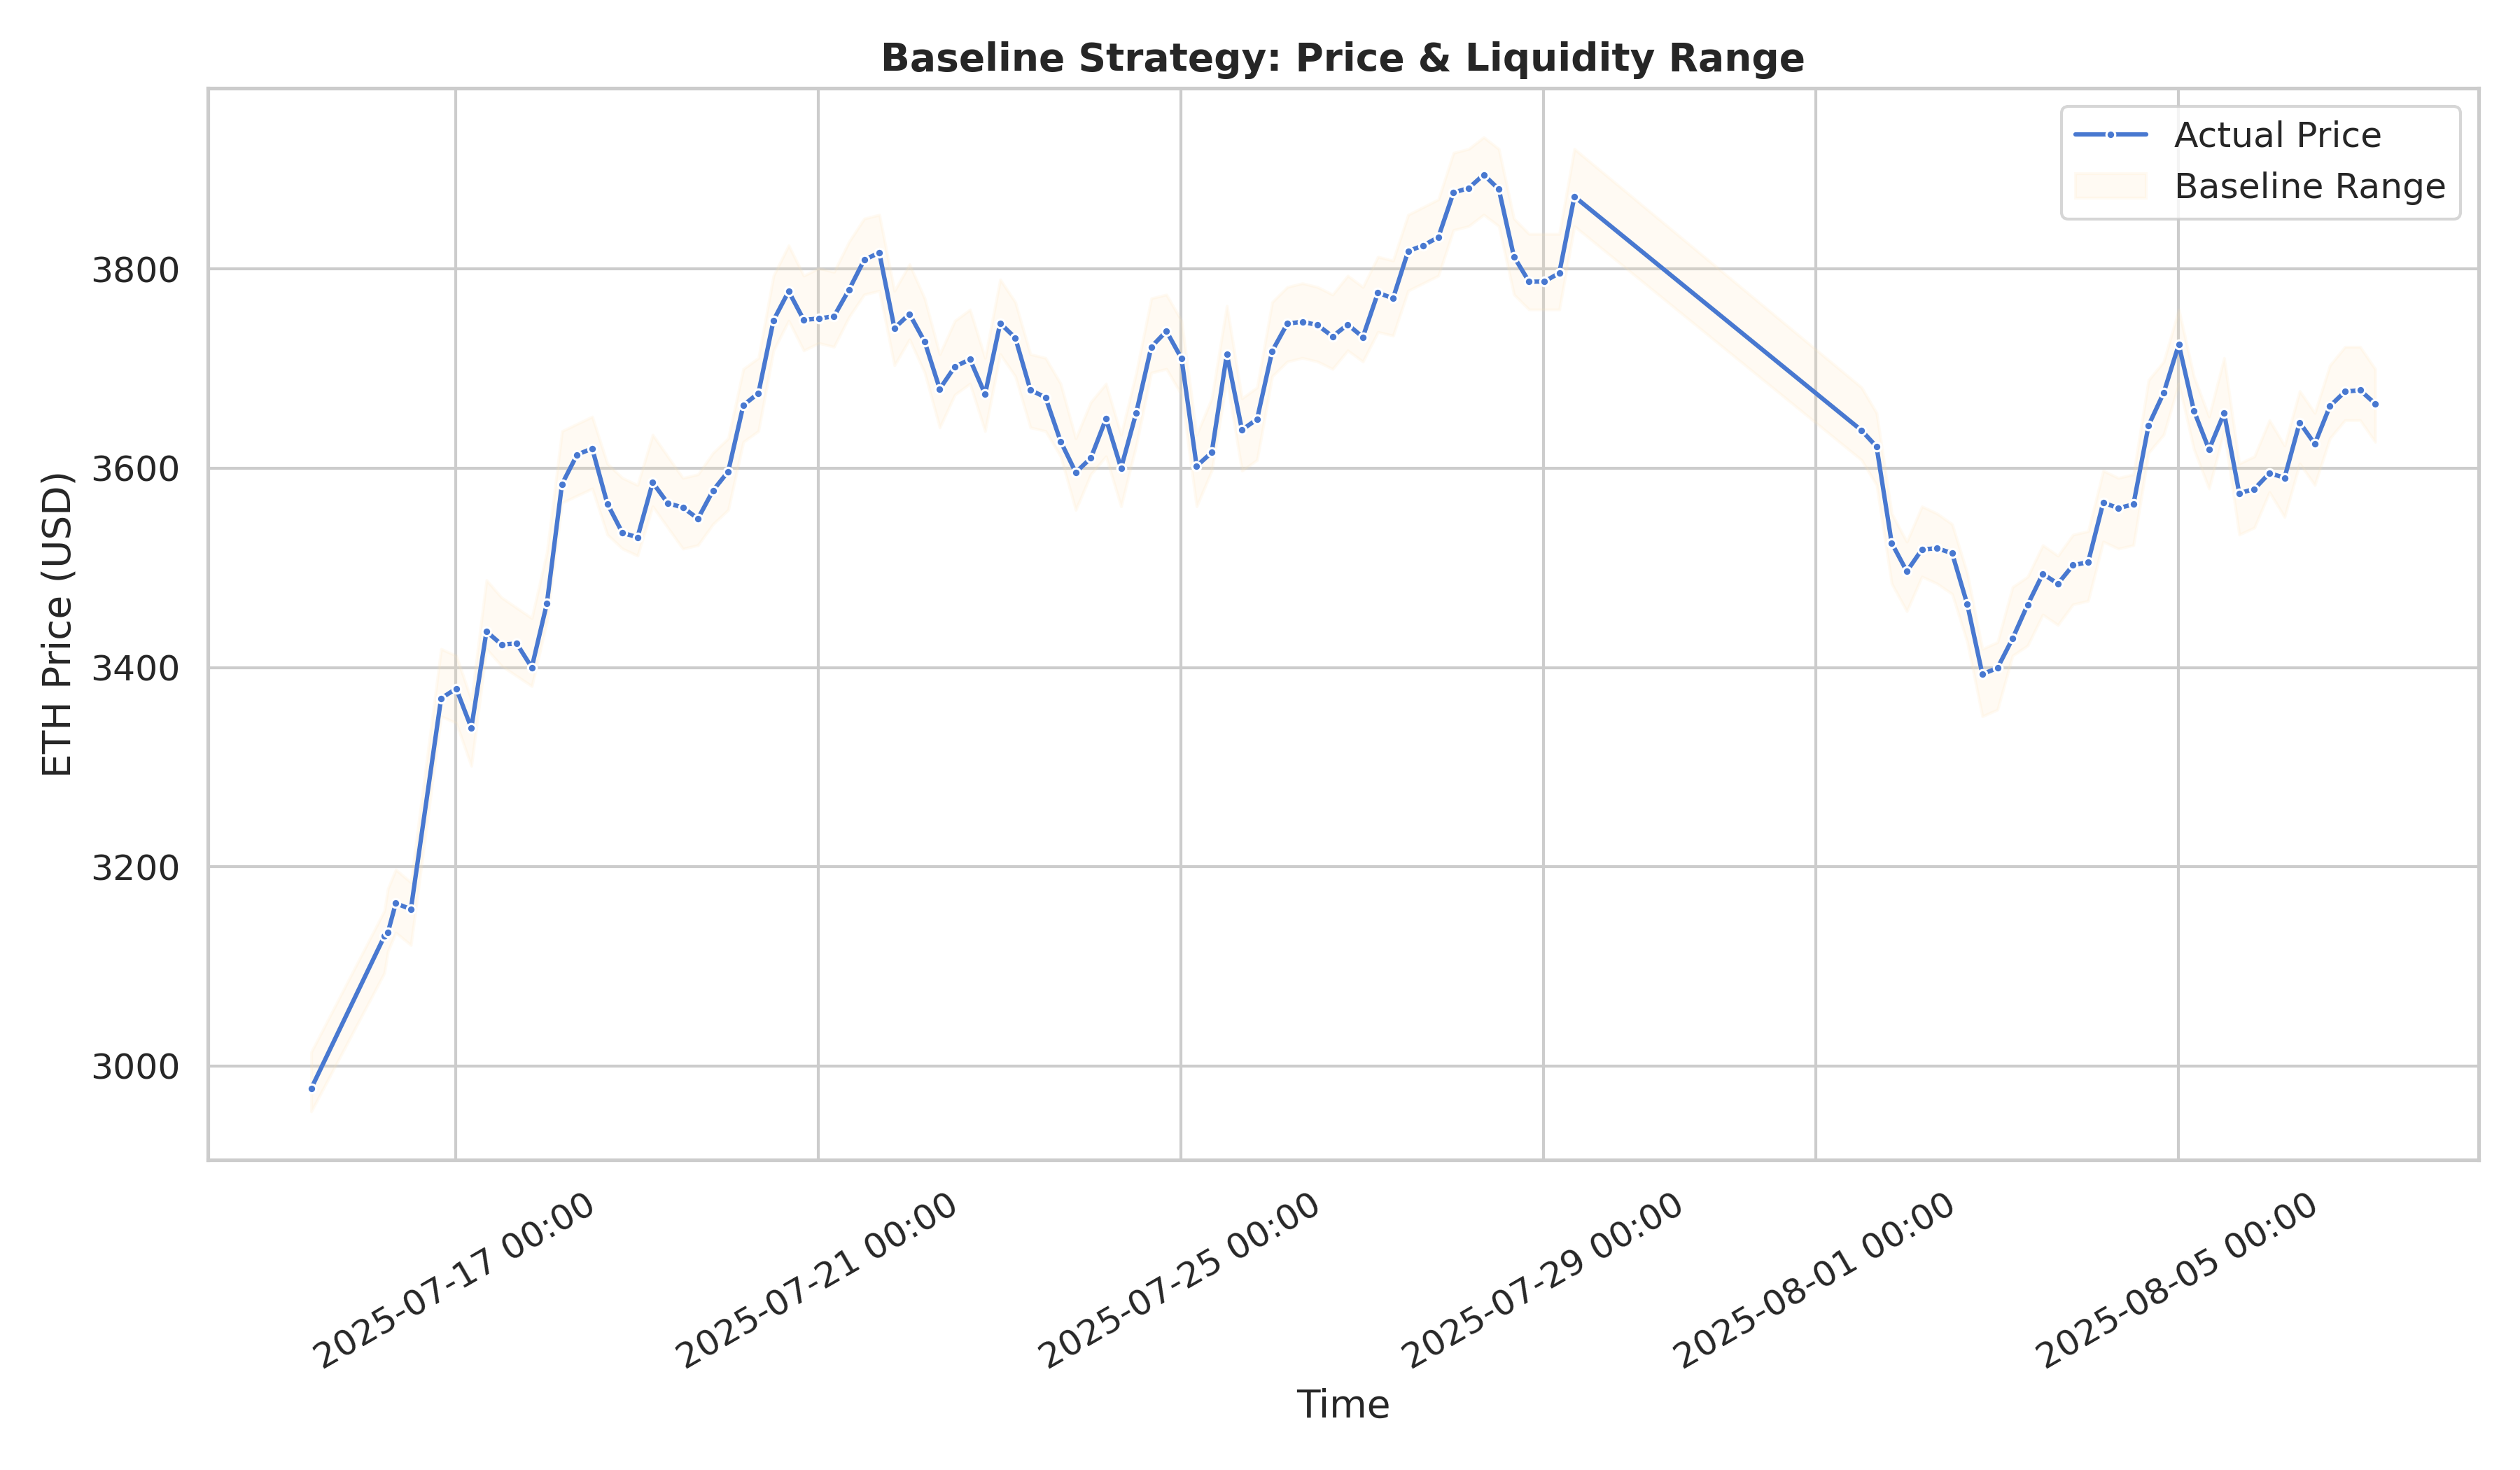 Baseline Strategy: Price & Liquidity Range
Actual Price
Baseline Range
ETH Price (USD)
3800
3600
3400
3200
3000
2025-07-17 00:00
2025-07-21 00:00
2025-07-25 00:00
2025-07-29 00:00
2025-08-01 00:00
2025-08-05 00:00
Time